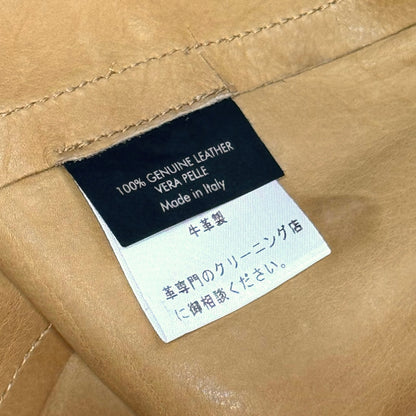 100% GENUINE LEATHER
VERA PELLE
Made in Italy
牛革製
革専門のクリーニング店
に御相談ください。